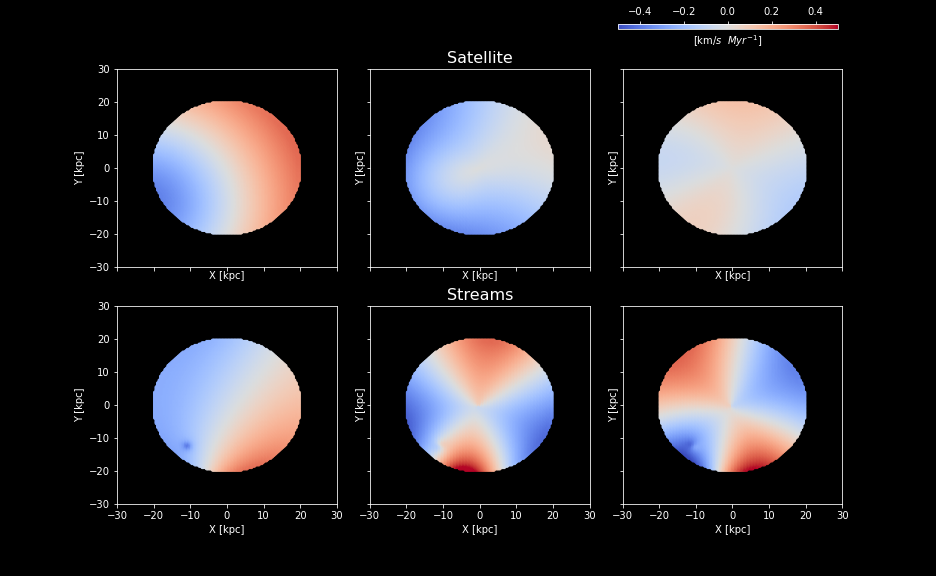 −0.4 −0.2 0.0 0.2 0.4
[km/s Myr⁻¹]
Satellite
30
20
10
0
−10
−20
−30
Y [kpc]
X [kpc]
Y [kpc]
X [kpc]
Y [kpc]
X [kpc]
Streams
30
20
10
0
−10
−20
−30
Y [kpc]
−30 −20 −10 0 10 20 30
X [kpc]
Y [kpc]
−30 −20 −10 0 10 20 30
X [kpc]
Y [kpc]
−30 −20 −10 0 10 20 30
X [kpc]